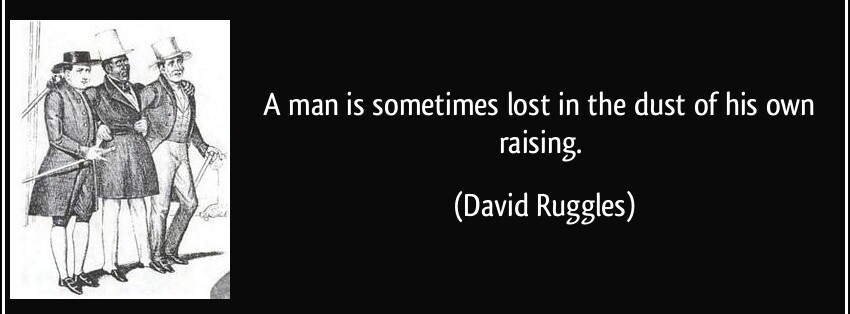 A man is sometimes lost in the dust of his own
raising.
(David Ruggles)